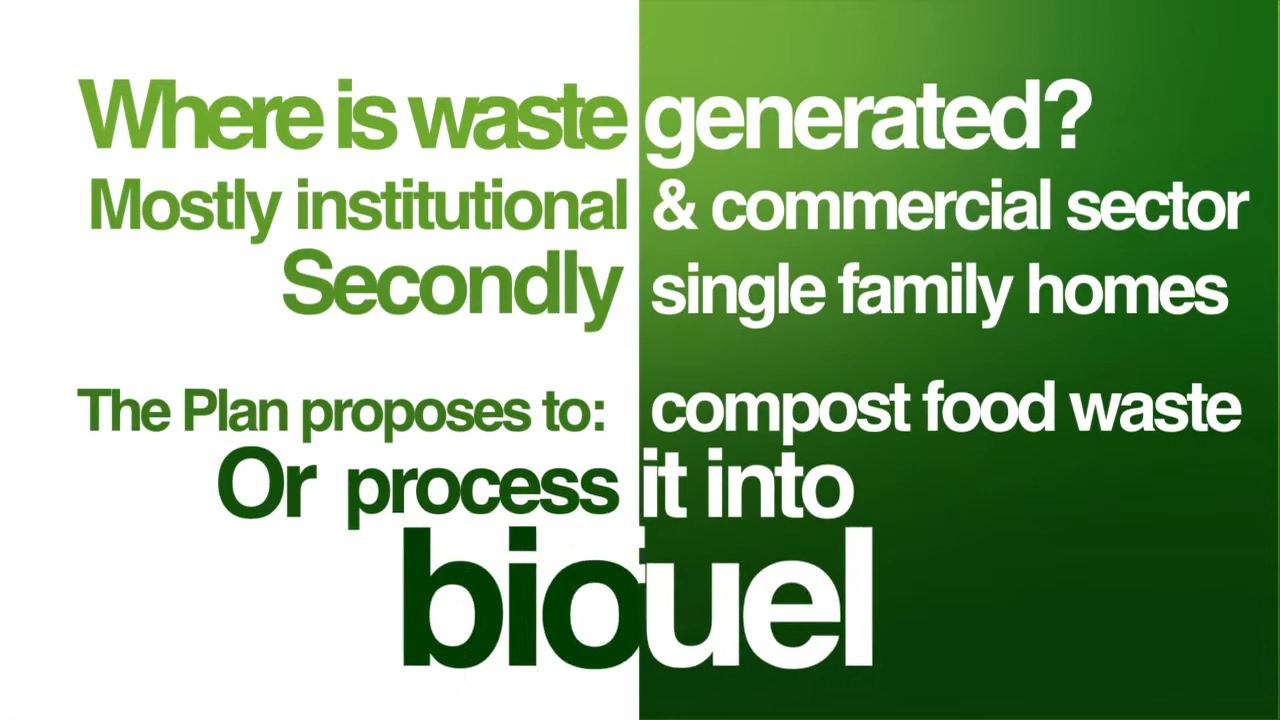 Where is waste generated?
Mostly institutional & commercial sector
Secondly single family homes
The Plan proposes to: compost food waste
Or process it into
biofuel